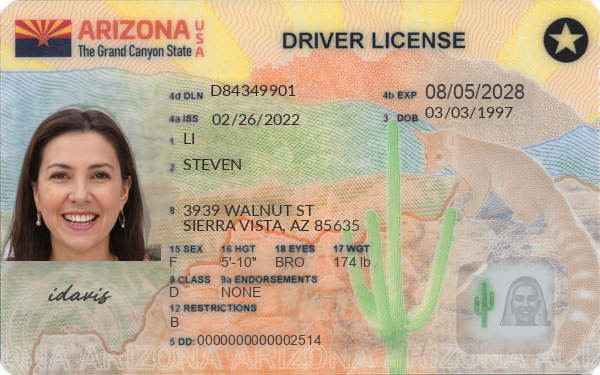 ARIZONA USA
The Grand Canyon State
DRIVER LICENSE
4d DLN D84349901
4b EXP 08/05/2028
4a ISS 02/26/2022
3 DOB 03/03/1997
1 LI
2 STEVEN
8 3939 WALNUT ST
SIERRA VISTA, AZ 85635
15 SEX 16 HGT 18 EYES 17 WGT
F 5'-10" BRO 174 lb
9 CLASS 9a ENDORSEMENTS
D NONE
12 RESTRICTIONS
B
5 DD: 0000000000002514
idavis
ARIZONA ARIZONA ARIZONA ARIZONA